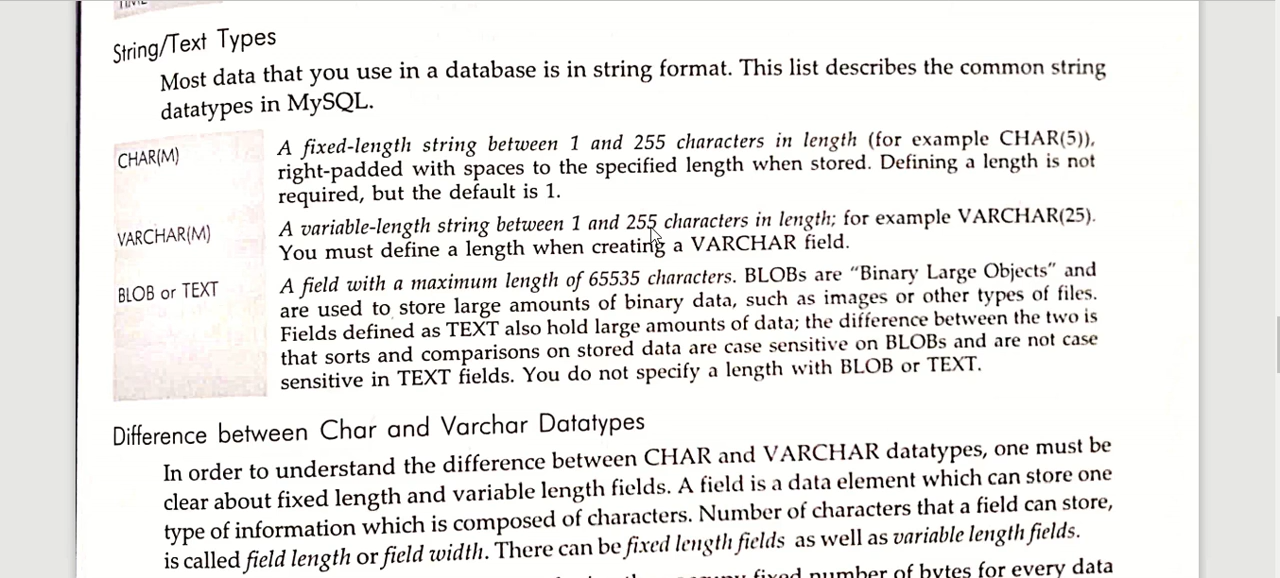 String/Text Types
Most data that you use in a database is in string format. This list describes the common string
datatypes in MySQL.
CHAR(M)
A fixed-length string between 1 and 255 characters in length (for example CHAR(5)),
right-padded with spaces to the specified length when stored. Defining a length is not
required, but the default is 1.
VARCHAR(M)
A variable-length string between 1 and 255 characters in length; for example VARCHAR(25).
You must define a length when creating a VARCHAR field.
BLOB or TEXT
A field with a maximum length of 65535 characters. BLOBs are “Binary Large Objects” and
are used to store large amounts of binary data, such as images or other types of files.
Fields defined as TEXT also hold large amounts of data; the difference between the two is
that sorts and comparisons on stored data are case sensitive on BLOBs and are not case
sensitive in TEXT fields. You do not specify a length with BLOB or TEXT.
Difference between Char and Varchar Datatypes
In order to understand the difference between CHAR and VARCHAR datatypes, one must be
clear about fixed length and variable length fields. A field is a data element which can store one
type of information which is composed of characters. Number of characters that a field can store,
is called field length or field width. There can be fixed length fields as well as variable length fields.
fixed number of bytes for every data